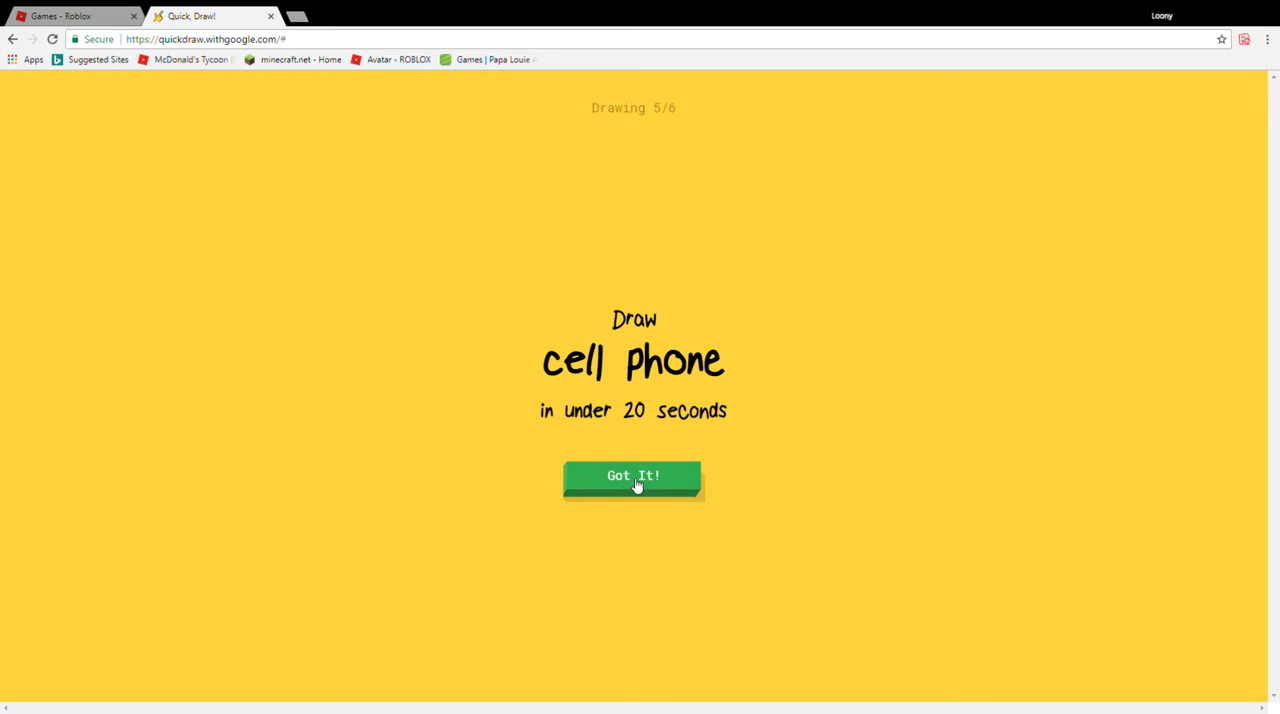 Games - Roblox
Quick, Draw!
Loony
Secure
https://quickdraw.withgoogle.com/#
Apps
Suggested Sites
McDonald's Tycoon
minecraft.net - Home
Avatar - ROBLOX
Games | Papa Louie
Drawing 5/6
Draw
cell phone
in under 20 seconds
Got It!